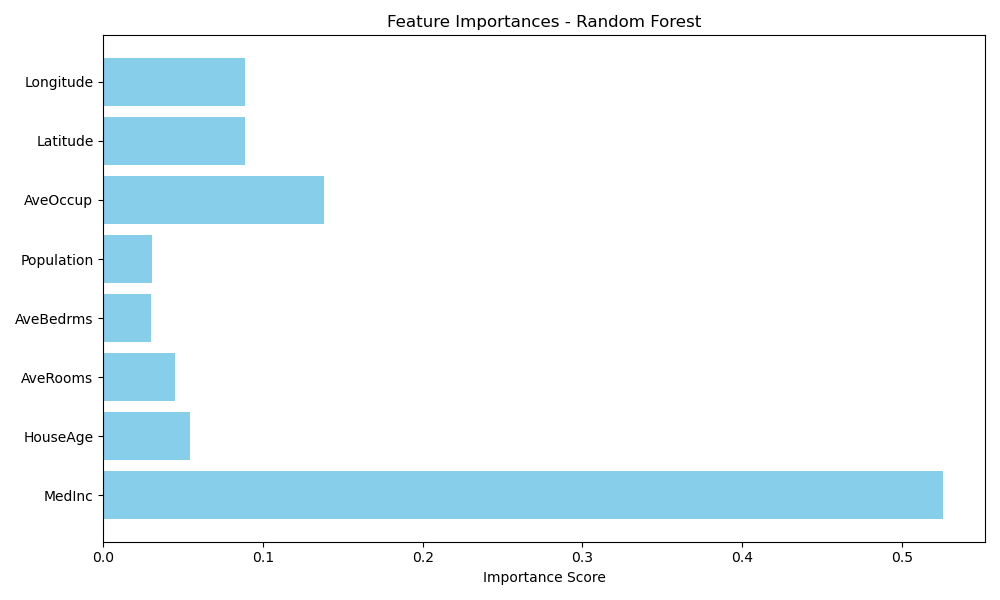 Feature Importances - Random Forest
Longitude
Latitude
AveOccup
Population
AveBedrms
AveRooms
HouseAge
MedInc
0.0 0.1 0.2 0.3 0.4 0.5
Importance Score